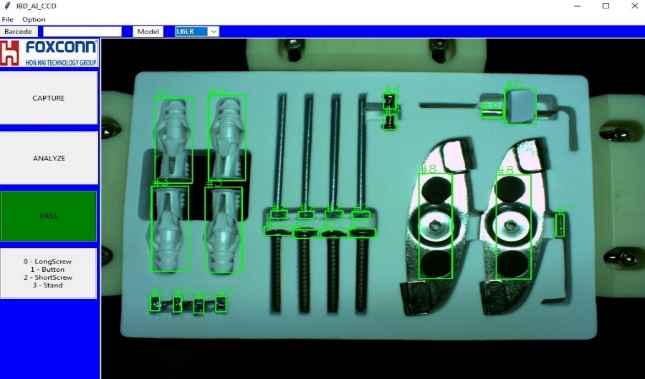 JBD_AI_CCD
File Option
Barcode Model U6LR
FOXCONN
HON HAI TECHNOLOGY GROUP
CAPTURE
ANALYZE
PASS
0 - LongScrew
1 - Button
2 - ShortScrew
3 - Stand